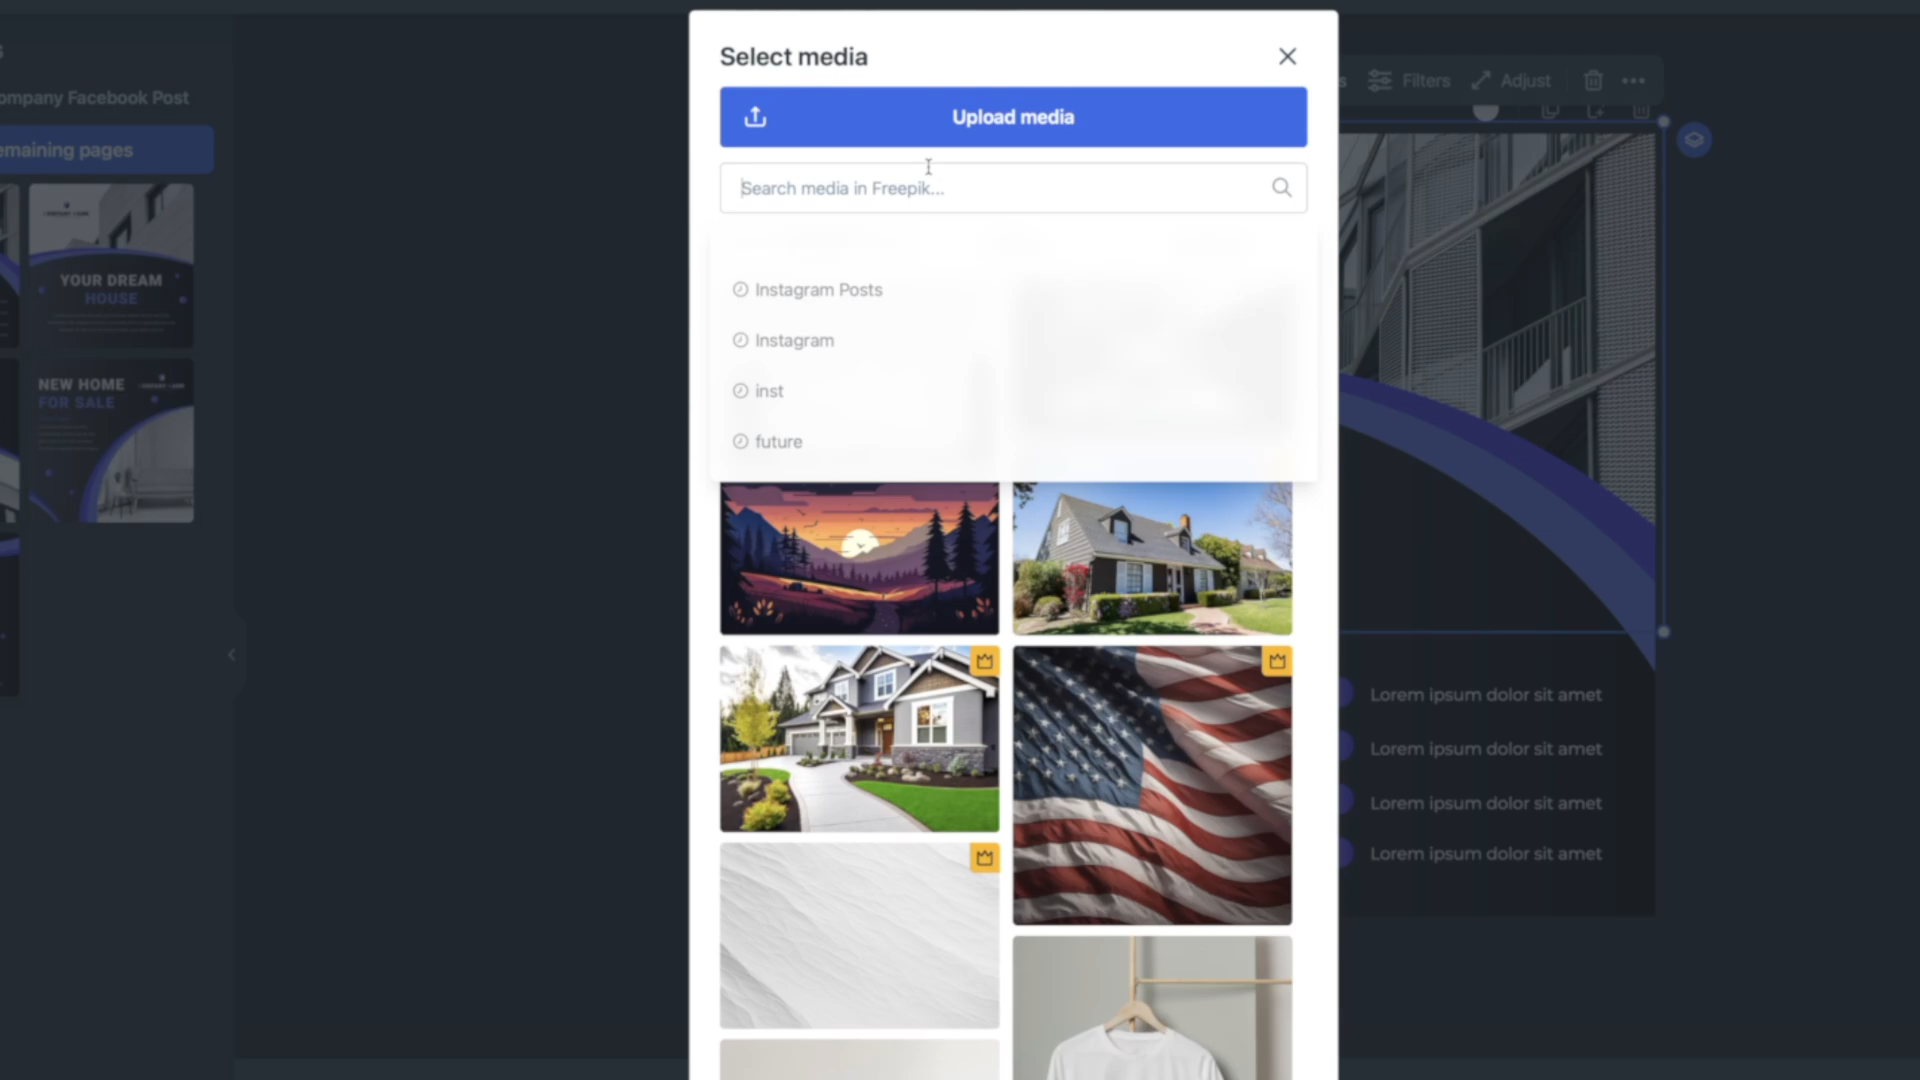 Select media
Upload media
Search media in Freepik...
Instagram Posts
Instagram
inst
future
ompany Facebook Post
emaining pages
YOUR DREAM
HOUSE
NEW HOME
FOR SALE
Filters
Adjust
Lorem ipsum dolor sit amet
Lorem ipsum dolor sit amet
Lorem ipsum dolor sit amet
Lorem ipsum dolor sit amet